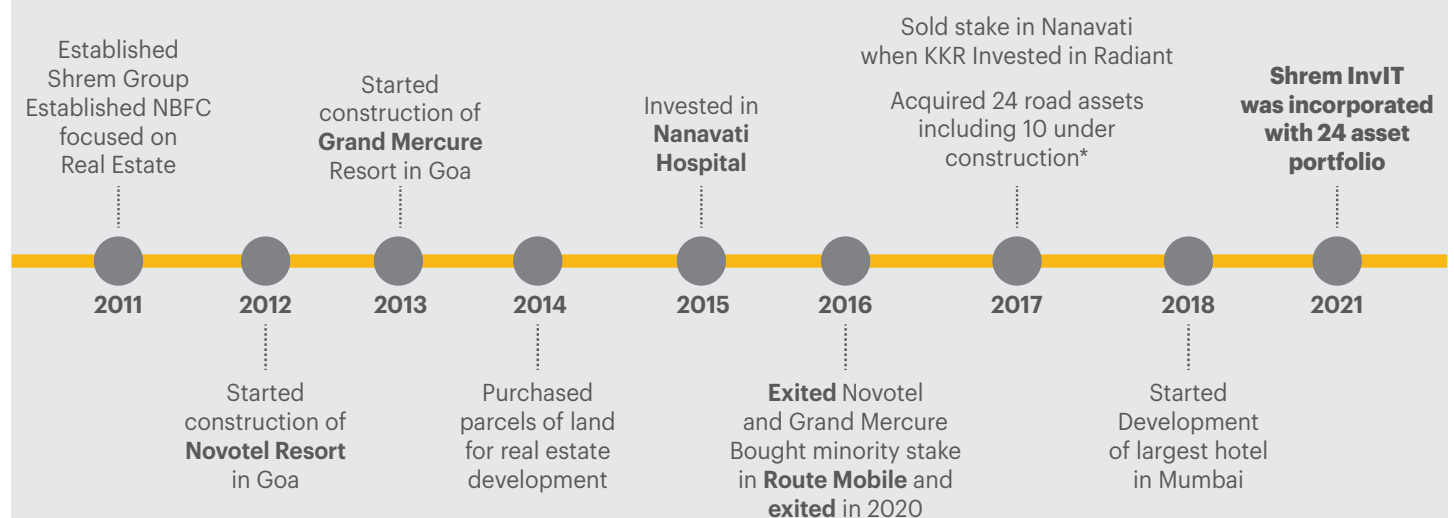 Established
Shrem Group
Established NBFC
focused on
Real Estate
Started
construction of
Grand Mercure
Resort in Goa
Invested in
Nanavati
Hospital
Sold stake in Nanavati
when KKR Invested in Radiant
Acquired 24 road assets
including 10 under
construction*
Shrem InvIT
was incorporated
with 24 asset
portfolio
2011
2012
2013
2014
2015
2016
2017
2018
2021
Started
construction of
Novotel Resort
in Goa
Purchased
parcels of land
for real estate
development
Exited Novotel
and Grand Mercure
Bought minority stake
in Route Mobile and
exited in 2020
Started
Development
of largest hotel
in Mumbai